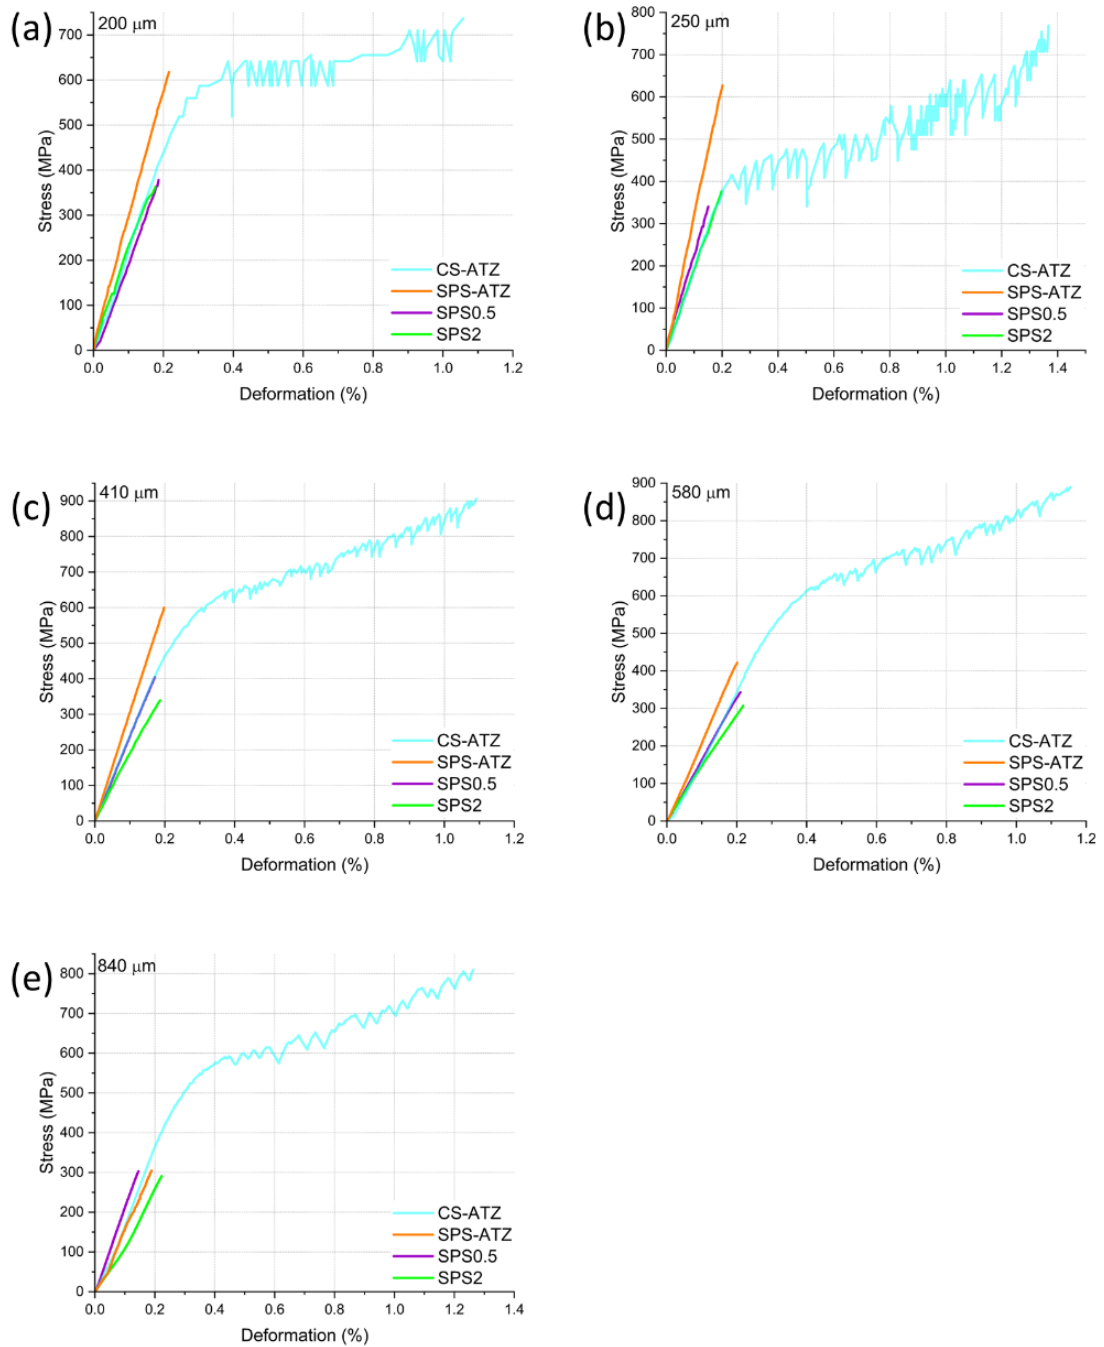 (a)
200 μm
700
600
500
400
300
200
100
0
Stress (MPa)
CS-ATZ
SPS-ATZ
SPS0.5
SPS2
0.0 0.2 0.4 0.6 0.8 1.0 1.2
Deformation (%)
(b)
250 μm
800
700
600
500
400
300
200
100
0
Stress (MPa)
CS-ATZ
SPS-ATZ
SPS0.5
SPS2
0.0 0.2 0.4 0.6 0.8 1.0 1.2 1.4
Deformation (%)
(c)
410 μm
900
800
700
600
500
400
300
200
100
0
Stress (MPa)
CS-ATZ
SPS-ATZ
SPS0.5
SPS2
0.0 0.2 0.4 0.6 0.8 1.0 1.2
Deformation (%)
(d)
580 μm
900
800
700
600
500
400
300
200
100
0
Stress (MPa)
CS-ATZ
SPS-ATZ
SPS0.5
SPS2
0.0 0.2 0.4 0.6 0.8 1.0 1.2
Deformation (%)
(e)
840 μm
800
700
600
500
400
300
200
100
0
Stress (MPa)
CS-ATZ
SPS-ATZ
SPS0.5
SPS2
0.0 0.2 0.4 0.6 0.8 1.0 1.2 1.4
Deformation (%)